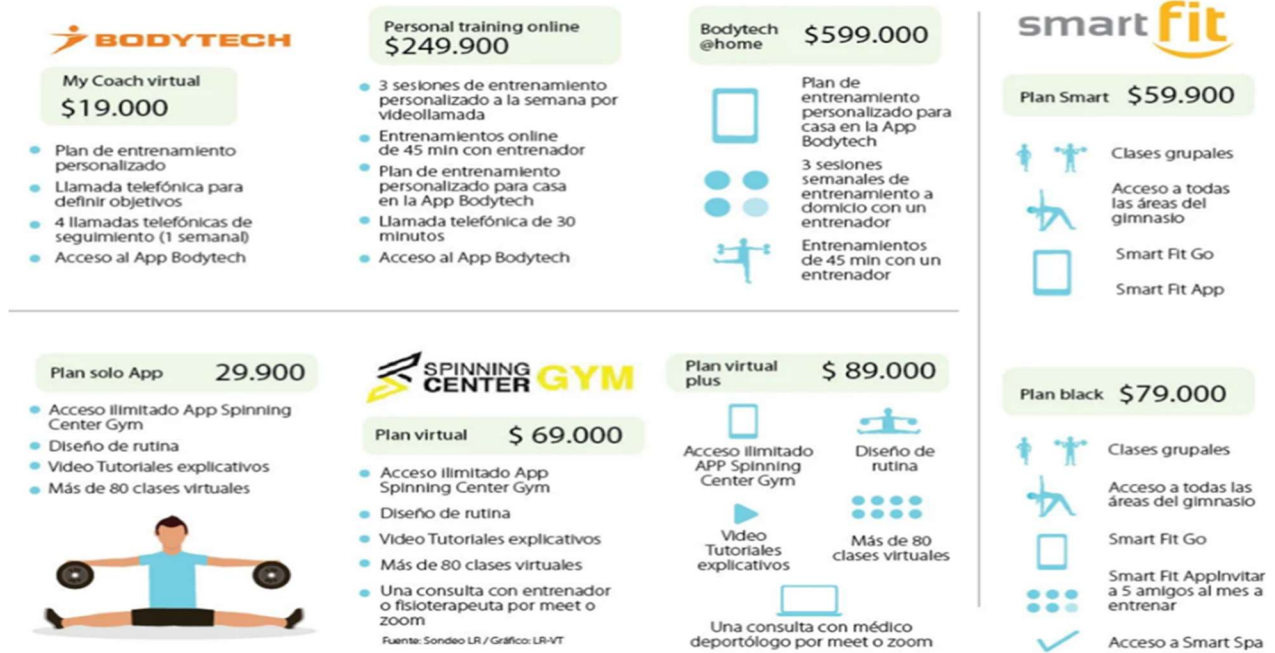 BODYTECH
My Coach virtual
$19.000
Plan de entrenamiento
personalizado
Llamada telefónica para
definir objetivos
4 llamadas telefónicas de
seguimiento (1 semanal)
Acceso al App Bodytech
Personal training online
$249.900
3 sesiones de entrenamiento
personalizado a la semana por
videollamada
Entrenamientos online
de 45 min con entrenador
Plan de entrenamiento
personalizado para casa
en la App Bodytech
Llamada telefónica de 30
minutos
Acceso al App Bodytech
Bodytech
@home
$599.000
Plan de
entrenamiento
personalizado para
casa en la App
Bodytech
3 sesiones
semanales de
entrenamiento a
domicio con un
entrenador
Entrenamientos
de 45 min con un
entrenador
smart fit
Plan Smart $59.900
Clases grupales
Acceso a todas
las áreas del
gimnasio
Smart Fit Go
Smart Fit App
Plan solo App 29.900
Acceso ilimitado App Spinning
Center Gym
Diseño de rutina
Video Tutoriales explicativos
Más de 80 clases virtuales
SPINNING
CENTER GYM
Plan virtual $ 69.000
Acceso ilimitado App
Spinning Center Gym
Diseño de rutina
Video Tutoriales explicativos
Más de 80 clases virtuales
Una consulta con entrenador
o fisioterapeuta por meet o
zoom
Fuente: Sondeo LR / Gráfico: LR-VT
Plan virtual
plus
$ 89.000
Acceso ilimitado
APP Spinning
Center Gym
Diseño de
rutina
Video
Tutoriales
explicativos
Más de 80
clases virtuales
Una consulta con médico
deportólogo por meet o zoom
Plan black $79.000
Clases grupales
Acceso a todas las
áreas del gimnasio
Smart Fit Go
Smart Fit AppInvitar
a 5 amigos al mes a
entrenar
Acceso a Smart Spa